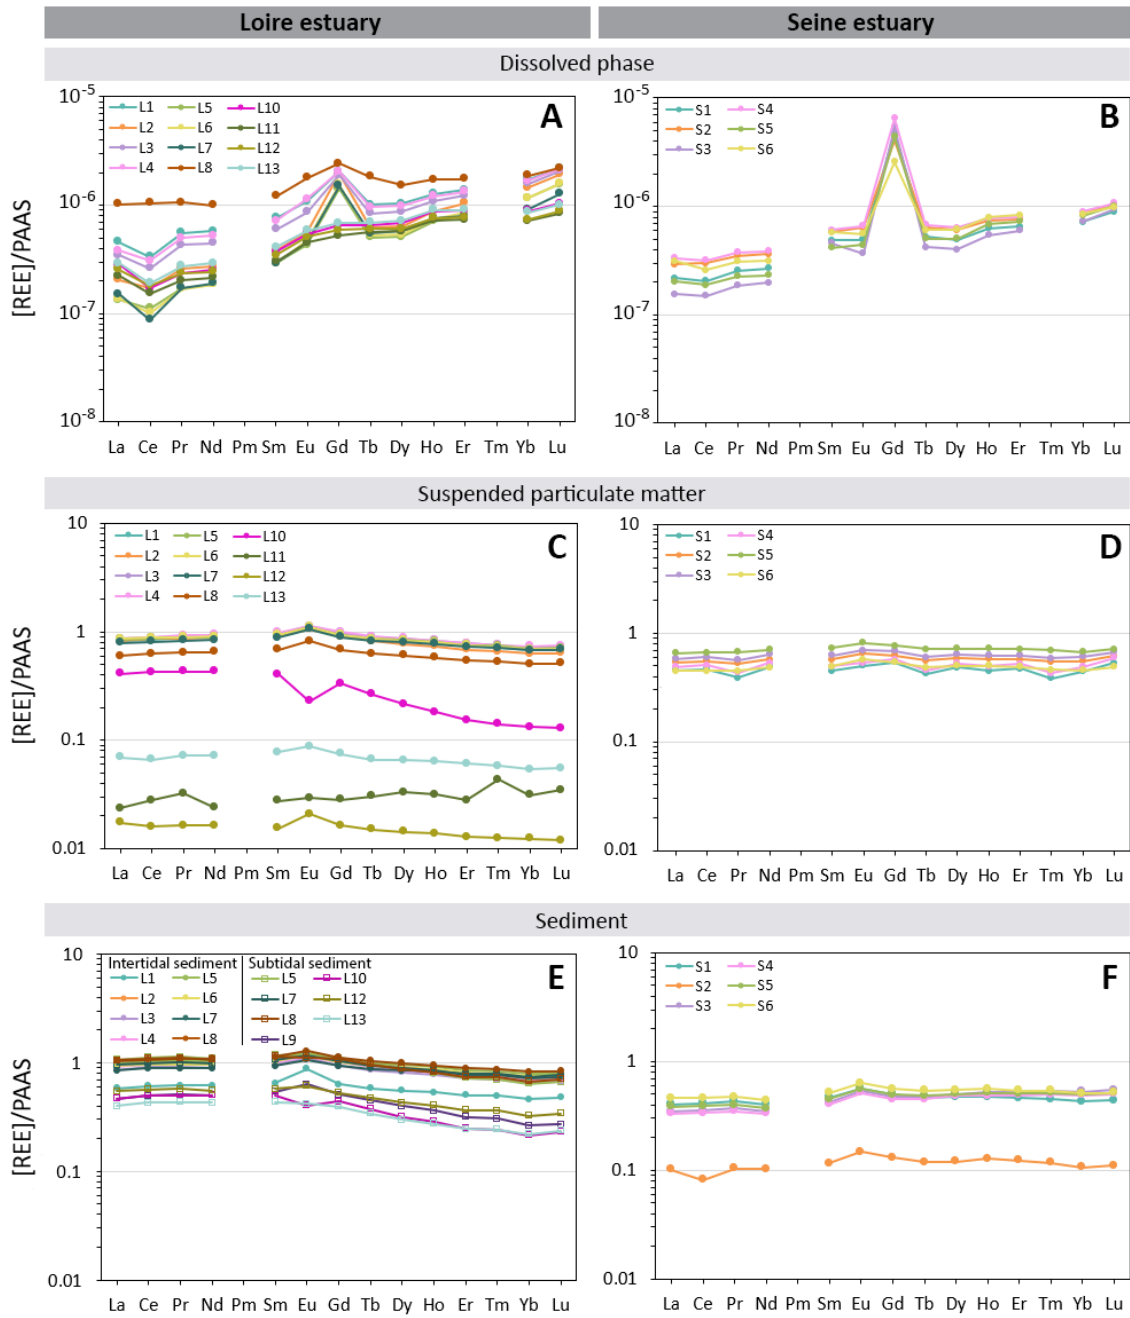 Loire estuary Seine estuary
Dissolved phase
A
[REE]/PAAS
10-5
10-6
10-7
10-8
L1 L5 L10
L2 L6 L11
L3 L7 L12
L4 L8 L13
La Ce Pr Nd Pm Sm Eu Gd Tb Dy Ho Er Tm Yb Lu
B
10-5
10-6
10-7
10-8
S1 S4
S2 S5
S3 S6
La Ce Pr Nd Pm Sm Eu Gd Tb Dy Ho Er Tm Yb Lu
Suspended particulate matter
C
[REE]/PAAS
10
1
0.1
0.01
L1 L5 L10
L2 L6 L11
L3 L7 L12
L4 L8 L13
La Ce Pr Nd Pm Sm Eu Gd Tb Dy Ho Er Tm Yb Lu
D
10
1
0.1
0.01
S1 S4
S2 S5
S3 S6
La Ce Pr Nd Pm Sm Eu Gd Tb Dy Ho Er Tm Yb Lu
Sediment
E
[REE]/PAAS
10
1
0.1
0.01
Intertidal sediment Subtidal sediment
L1 L5 L5 L10
L2 L6 L7 L12
L3 L7 L8 L13
L4 L8 L9
La Ce Pr Nd Pm Sm Eu Gd Tb Dy Ho Er Tm Yb Lu
F
10
1
0.1
0.01
S1 S4
S2 S5
S3 S6
La Ce Pr Nd Pm Sm Eu Gd Tb Dy Ho Er Tm Yb Lu